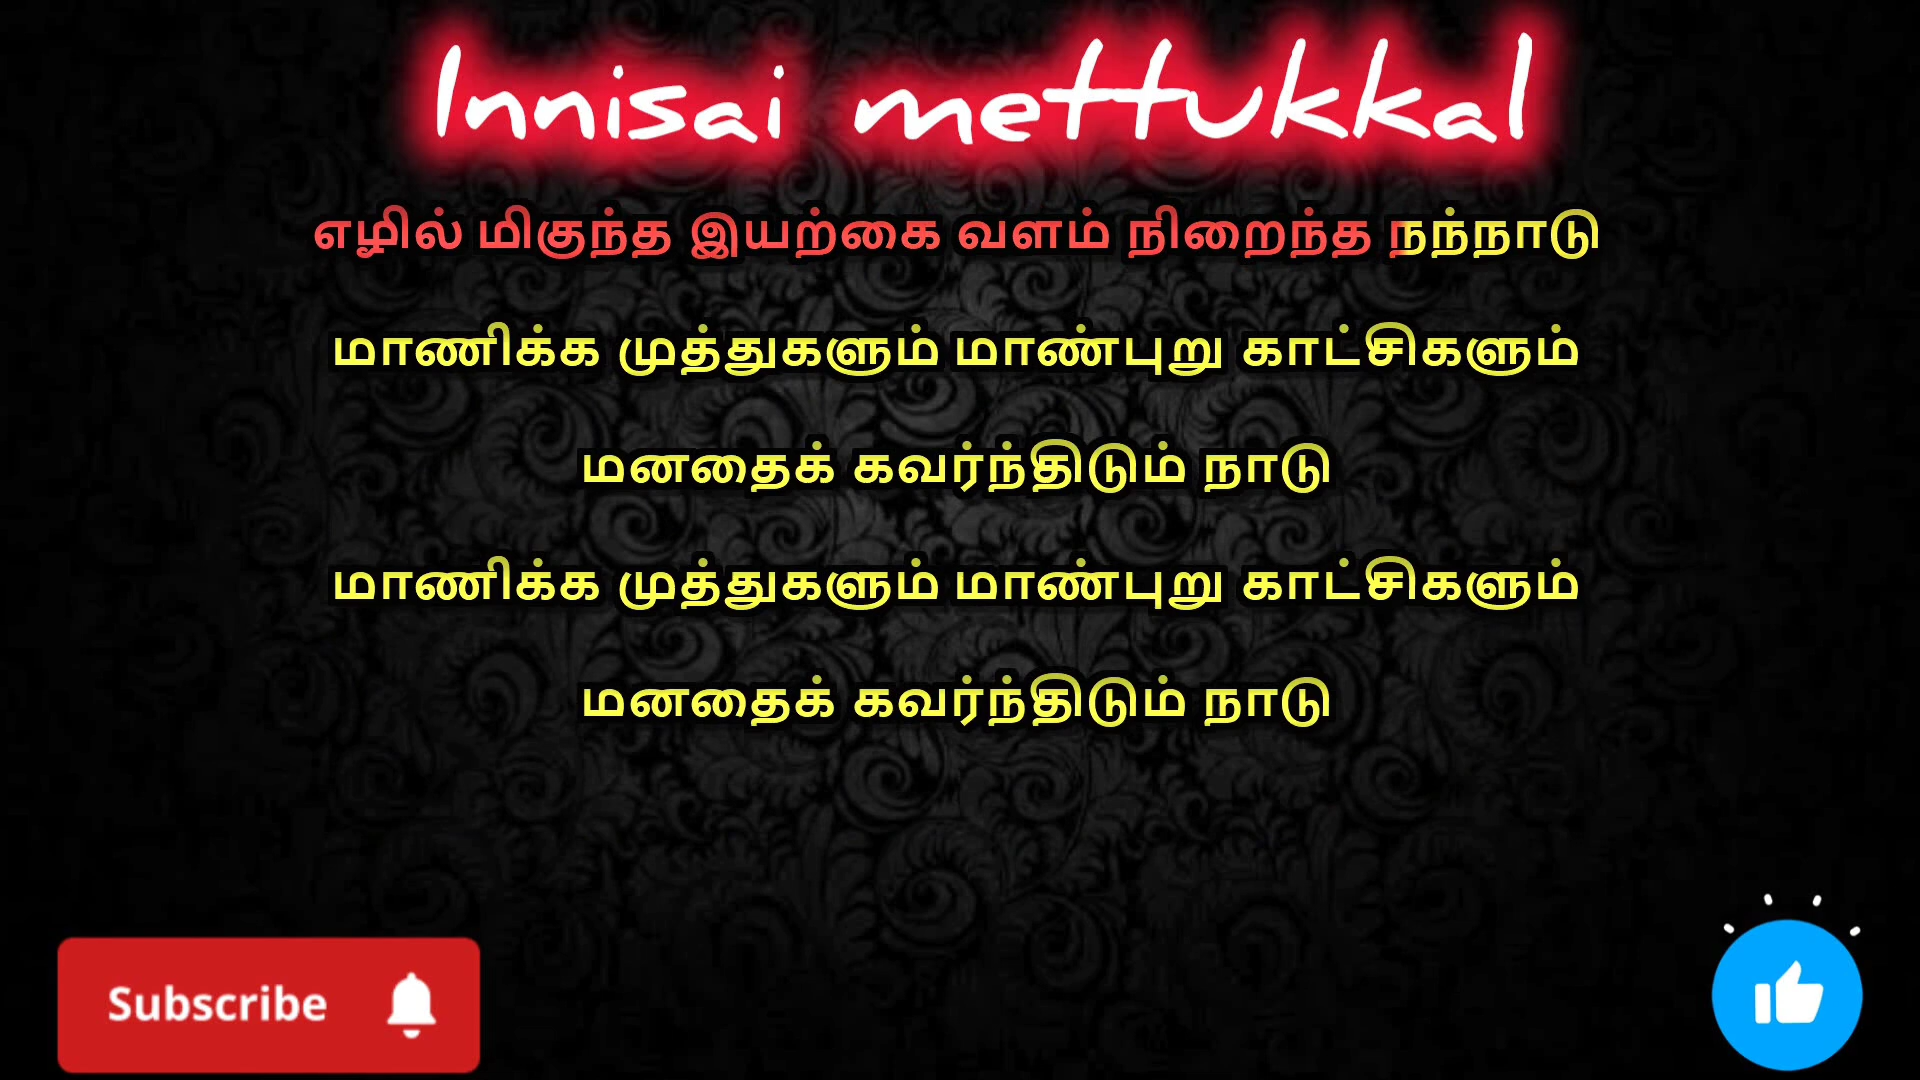 Innisai mettukkal
எழில் மிகுந்த இயற்கை வளம் நிறைந்த நந்நாடு
மாணிக்க முத்துகளும் மாண்புறு காட்சிகளும்
மனதைக் கவர்ந்திடும் நாடு
மாணிக்க முத்துகளும் மாண்புறு காட்சிகளும்
மனதைக் கவர்ந்திடும் நாடு
Subscribe